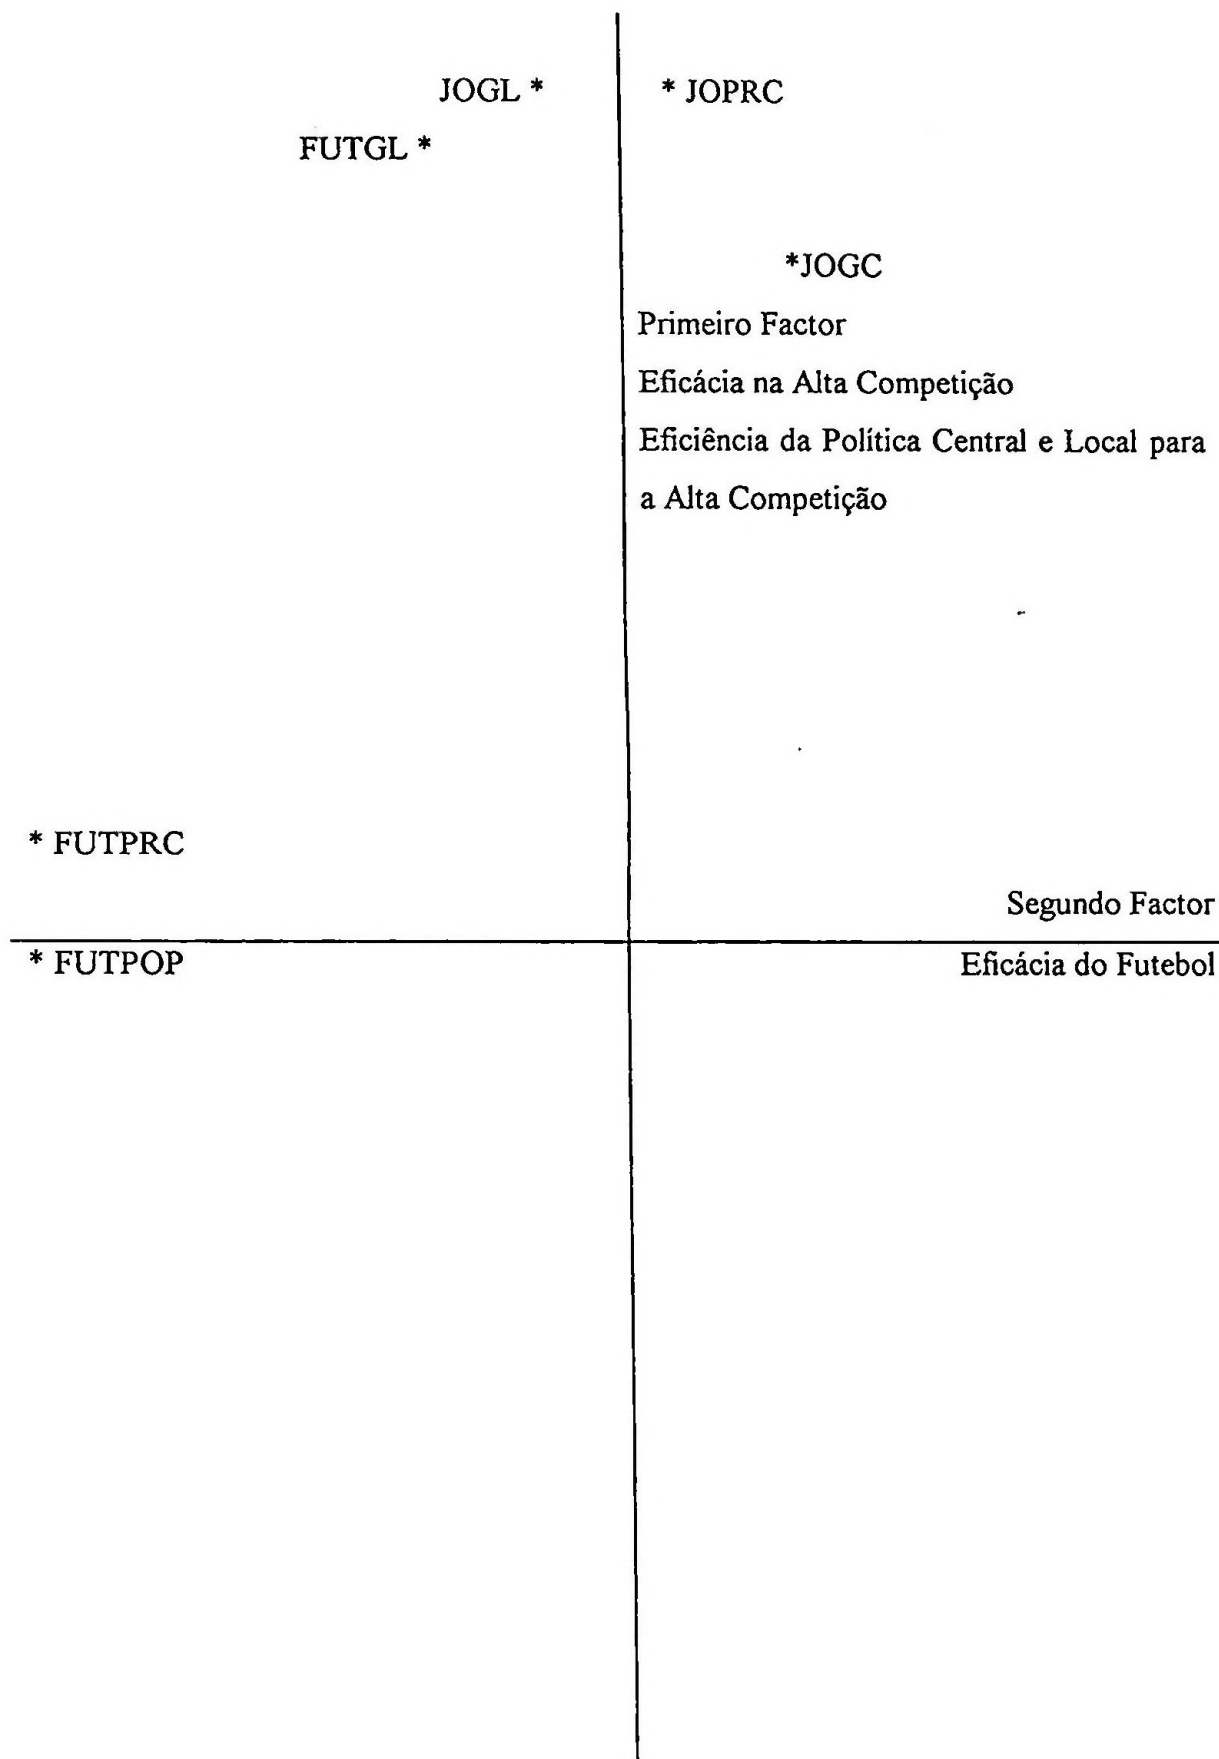 JOGL * * JOPRC
FUTGL *
*JOGC
Primeiro Factor
Eficácia na Alta Competição
Eficiência da Política Central e Local para
a Alta Competição
* FUTPRC
Segundo Factor
* FUTPOP
Eficácia do Futebol